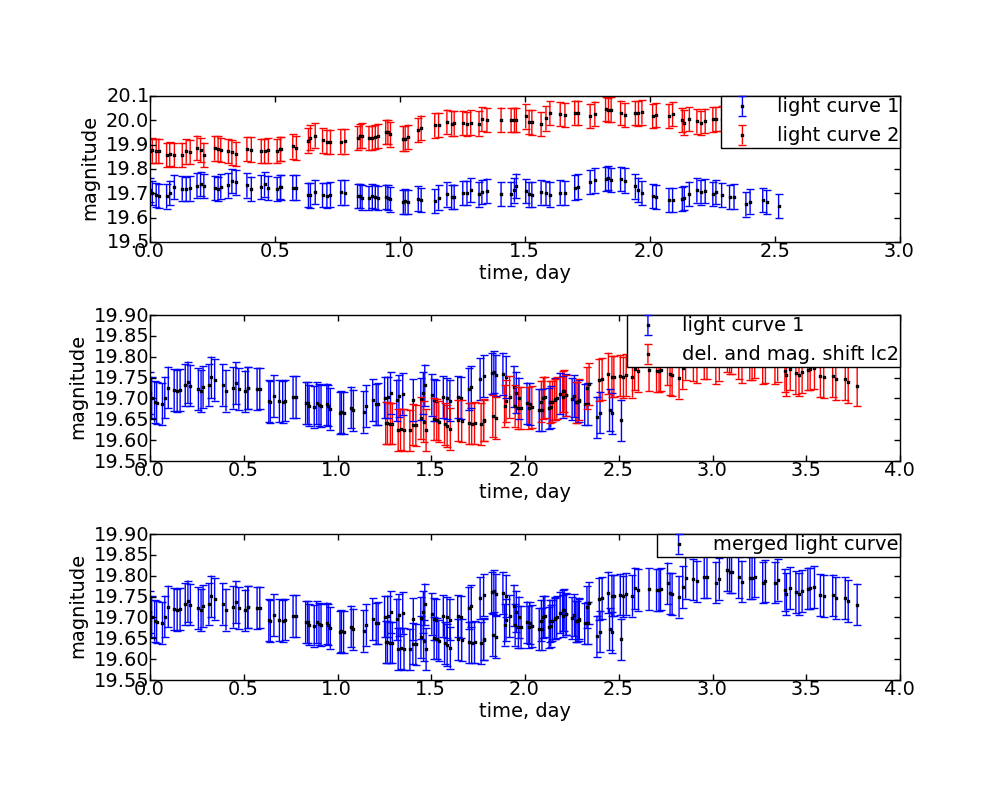 20.1
20.0
19.9
19.8
19.7
19.6
19.5
magnitude
light curve 1
light curve 2
0.0 0.5 1.0 1.5 2.0 2.5 3.0
time, day
19.90
19.85
19.80
19.75
19.70
19.65
19.60
19.55
magnitude
light curve 1
del. and mag. shift lc2
0.0 0.5 1.0 1.5 2.0 2.5 3.0 3.5 4.0
time, day
19.90
19.85
19.80
19.75
19.70
19.65
19.60
19.55
magnitude
merged light curve
0.0 0.5 1.0 1.5 2.0 2.5 3.0 3.5 4.0
time, day